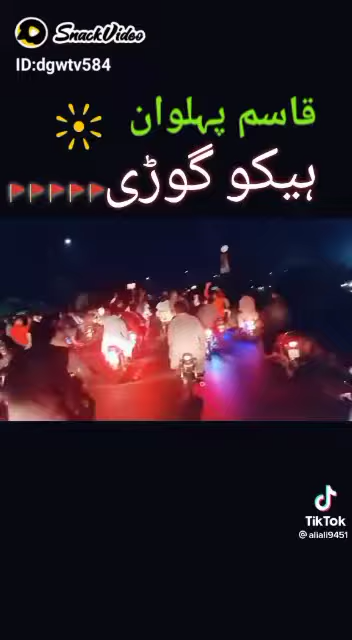 SnackVideo
ID:dgwtv584
قاسم پہلوان
ہیکو گوڑی
TikTok
@aliali9451